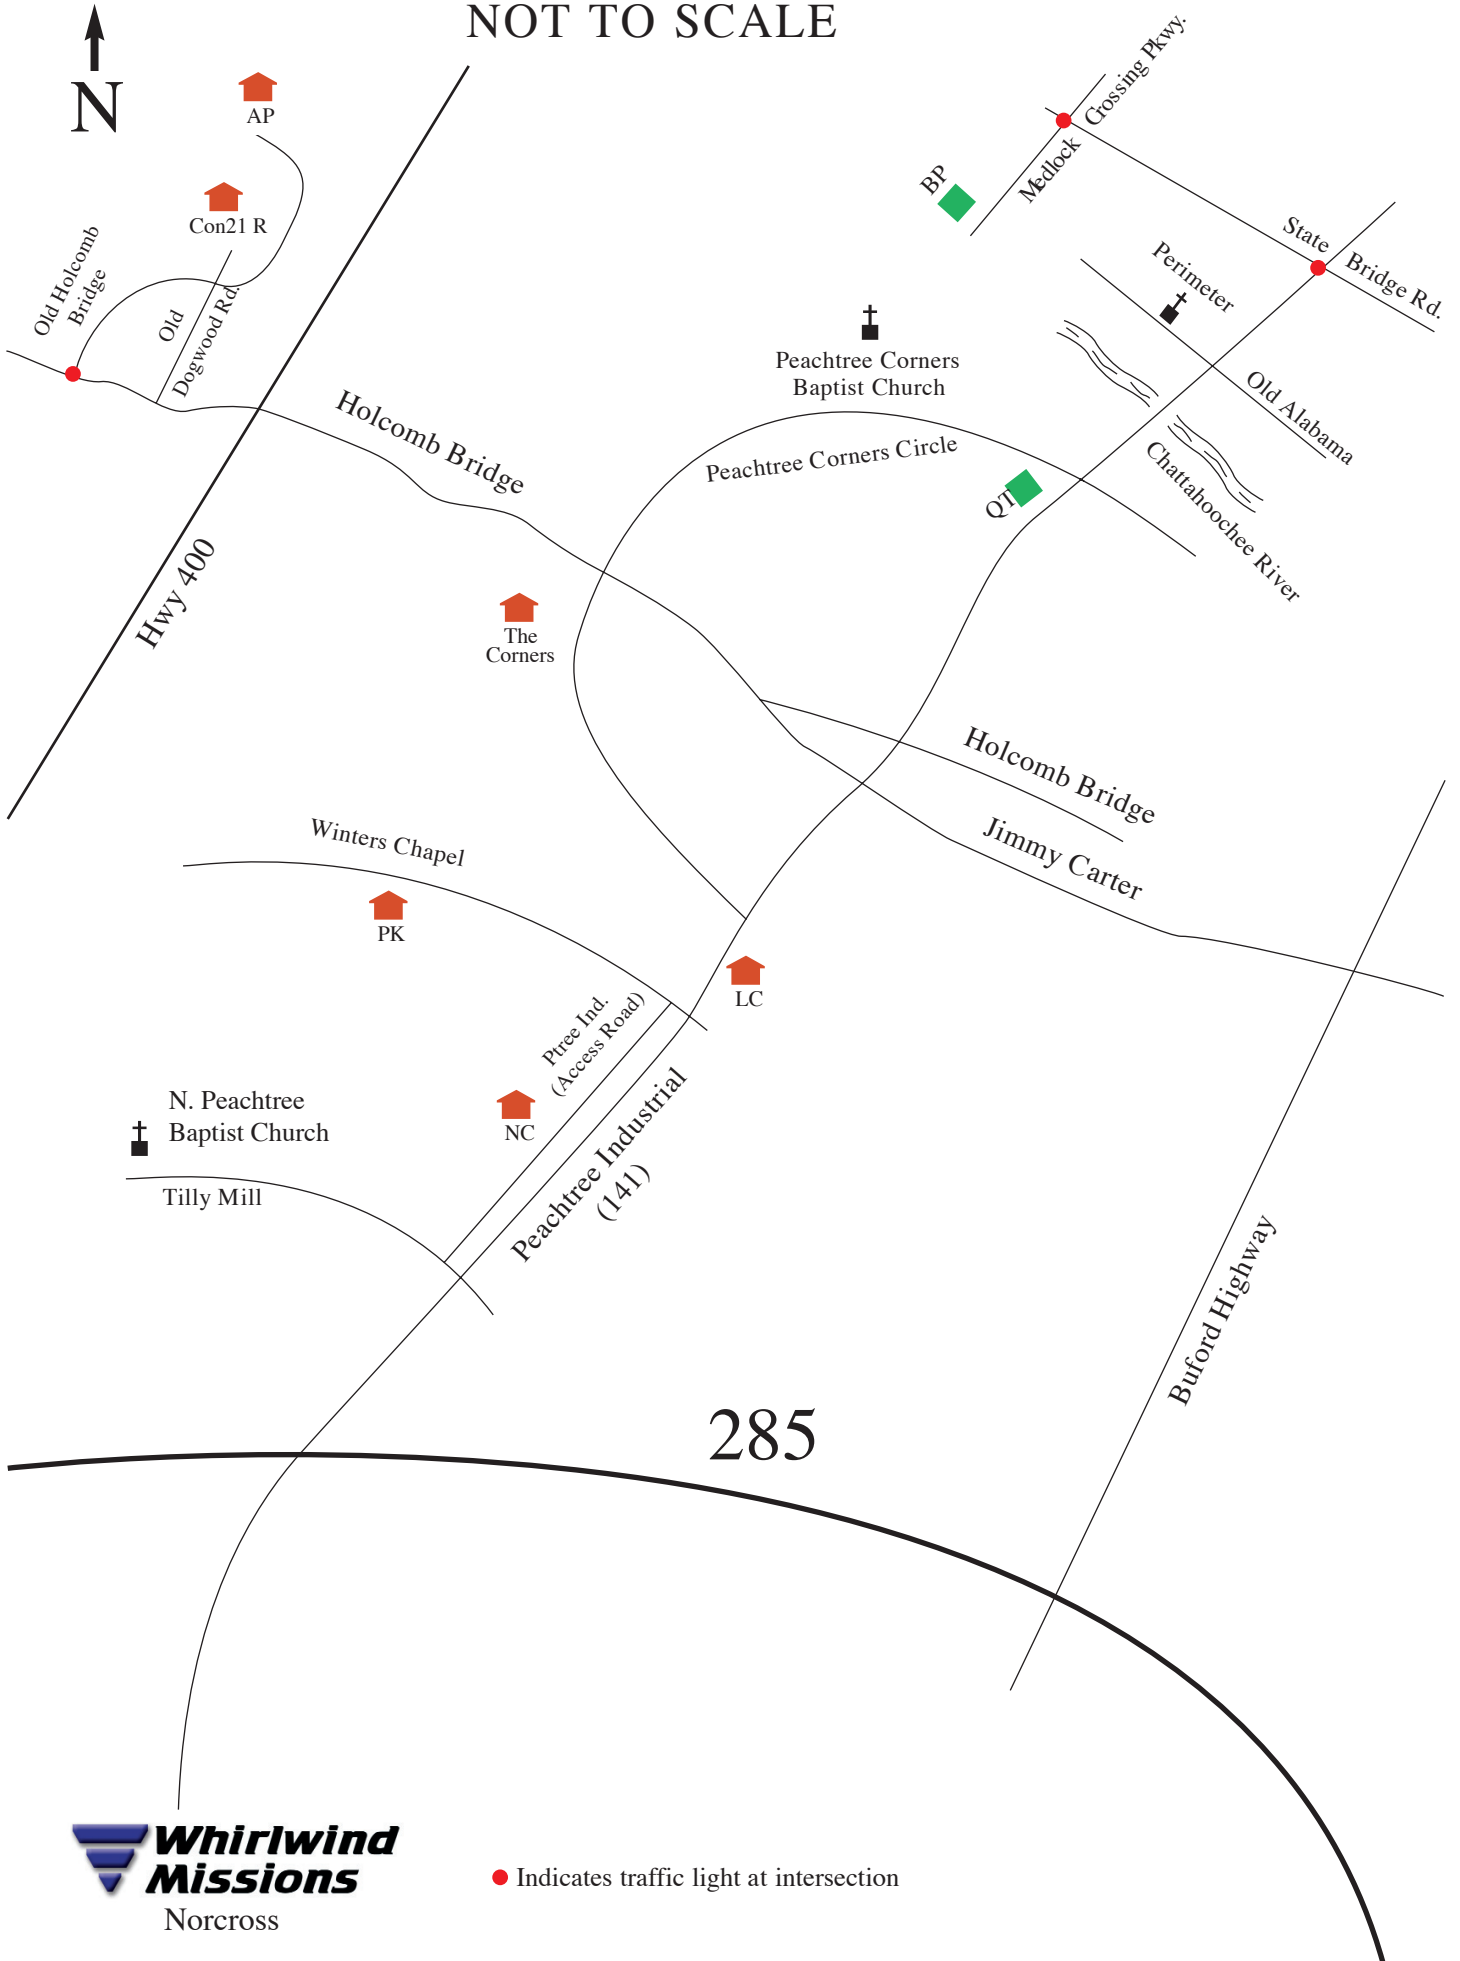 NOT TO SCALE
N
AP
Con21 R
Old Holcomb
Bridge
Old
Dogwood Rd.
Hwy 400
Holcomb Bridge
BP
Medlock
Crossing Pkwy.
State
Bridge Rd.
Perimeter
Old Alabama
Chattahoochee River
Peachtree Corners
Baptist Church
Peachtree Corners Circle
QT
The
Corners
Holcomb Bridge
Jimmy Carter
Winters Chapel
PK
LC
Ptree Ind.
(Access Road)
NC
Peachtree Industrial
(141)
N. Peachtree
Baptist Church
Tilly Mill
Buford Highway
285
Whirlwind
Missions
Norcross
Indicates traffic light at intersection